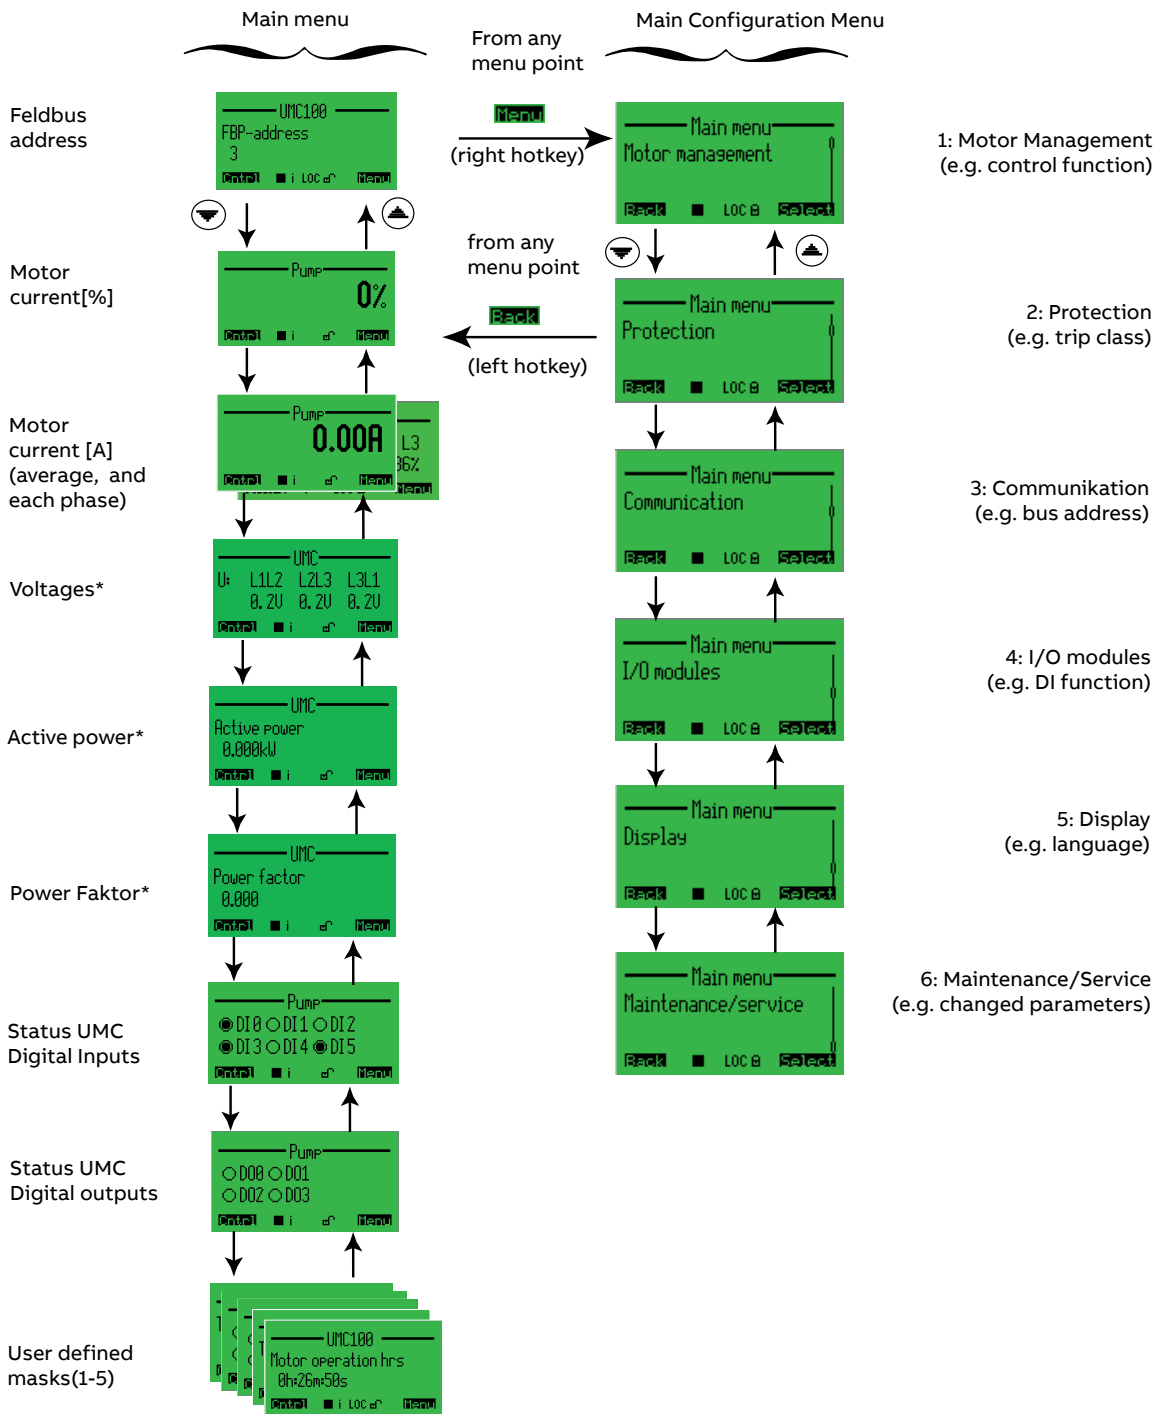 Main menu
Main Configuration Menu
From any
menu point
Feldbus
address
UMC100
FBP-address
3
Cntrl i LOC Menu
Menu
(right hotkey)
Main menu
Motor management
Back LOC Select
1: Motor Management
(e.g. control function)
from any
menu point
Back
(left hotkey)
Motor
current[%]
Pump
0%
Cntrl i Menu
Main menu
Protection
Back LOC Select
2: Protection
(e.g. trip class)
Motor
current [A]
(average, and
each phase)
Pump
0.00A
Cntrl i Menu
L3
36%
Menu
Main menu
Communication
Back LOC Select
3: Communikation
(e.g. bus address)
Voltages*
UMC
U: L1L2 L2L3 L3L1
0.2V 0.2V 0.2V
Cntrl i Menu
Main menu
I/O modules
Back LOC Select
4: I/O modules
(e.g. DI function)
Active power*
UMC
Active power
0.000kW
Cntrl i Menu
Main menu
Display
Back LOC Select
5: Display
(e.g. language)
Power Faktor*
UMC
Power factor
0.000
Cntrl i Menu
Main menu
Maintenance/service
Back LOC Select
6: Maintenance/Service
(e.g. changed parameters)
Status UMC
Digital Inputs
Pump
DI0 DI1 DI2
DI3 DI4 DI5
Cntrl i Menu
Status UMC
Digital outputs
Pump
DO0 DO1
DO2 DO3
Cntrl i Menu
User defined
masks(1-5)
UMC100
Motor operation hrs
0h:26m:50s
Cntrl i LOC Menu